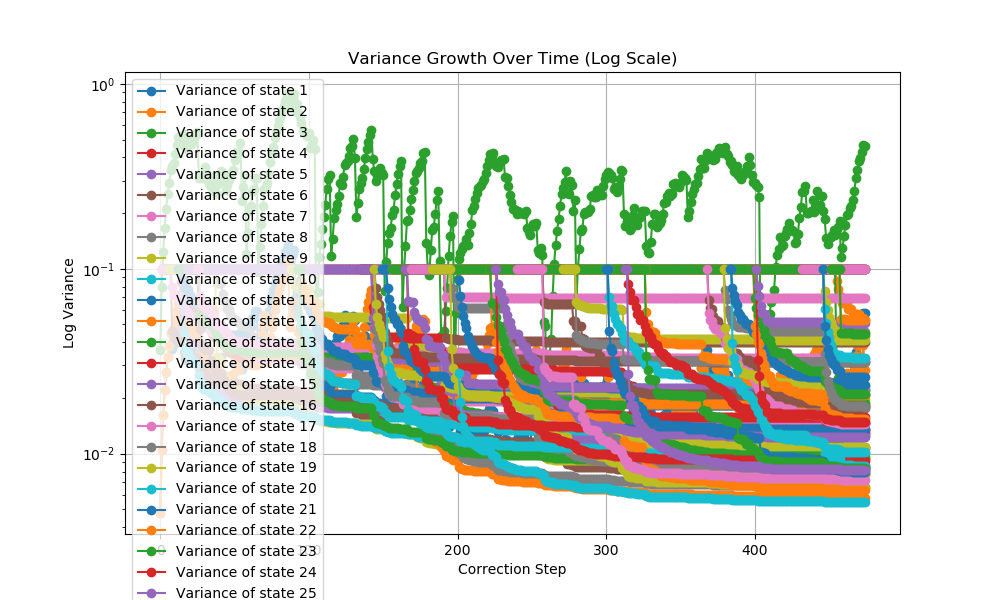 Variance Growth Over Time (Log Scale)
Log Variance
10⁰
10⁻¹
10⁻²
Variance of state 1
Variance of state 2
Variance of state 3
Variance of state 4
Variance of state 5
Variance of state 6
Variance of state 7
Variance of state 8
Variance of state 9
Variance of state 10
Variance of state 11
Variance of state 12
Variance of state 13
Variance of state 14
Variance of state 15
Variance of state 16
Variance of state 17
Variance of state 18
Variance of state 19
Variance of state 20
Variance of state 21
Variance of state 22
Variance of state 23
Variance of state 24
Variance of state 25
0
100
200
300
400
Correction Step